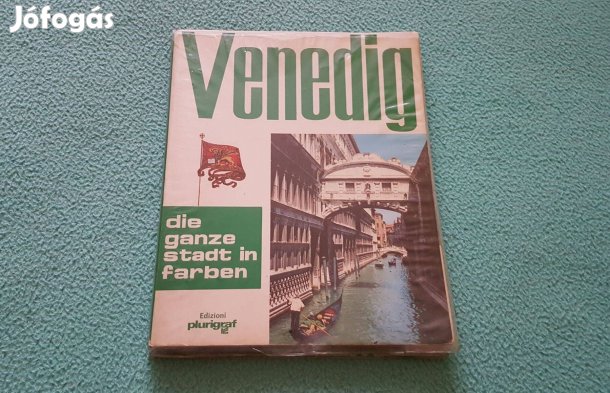 Jófogás
Venedig
die
ganze
stadt in
farben
Edizioni
plurigraf